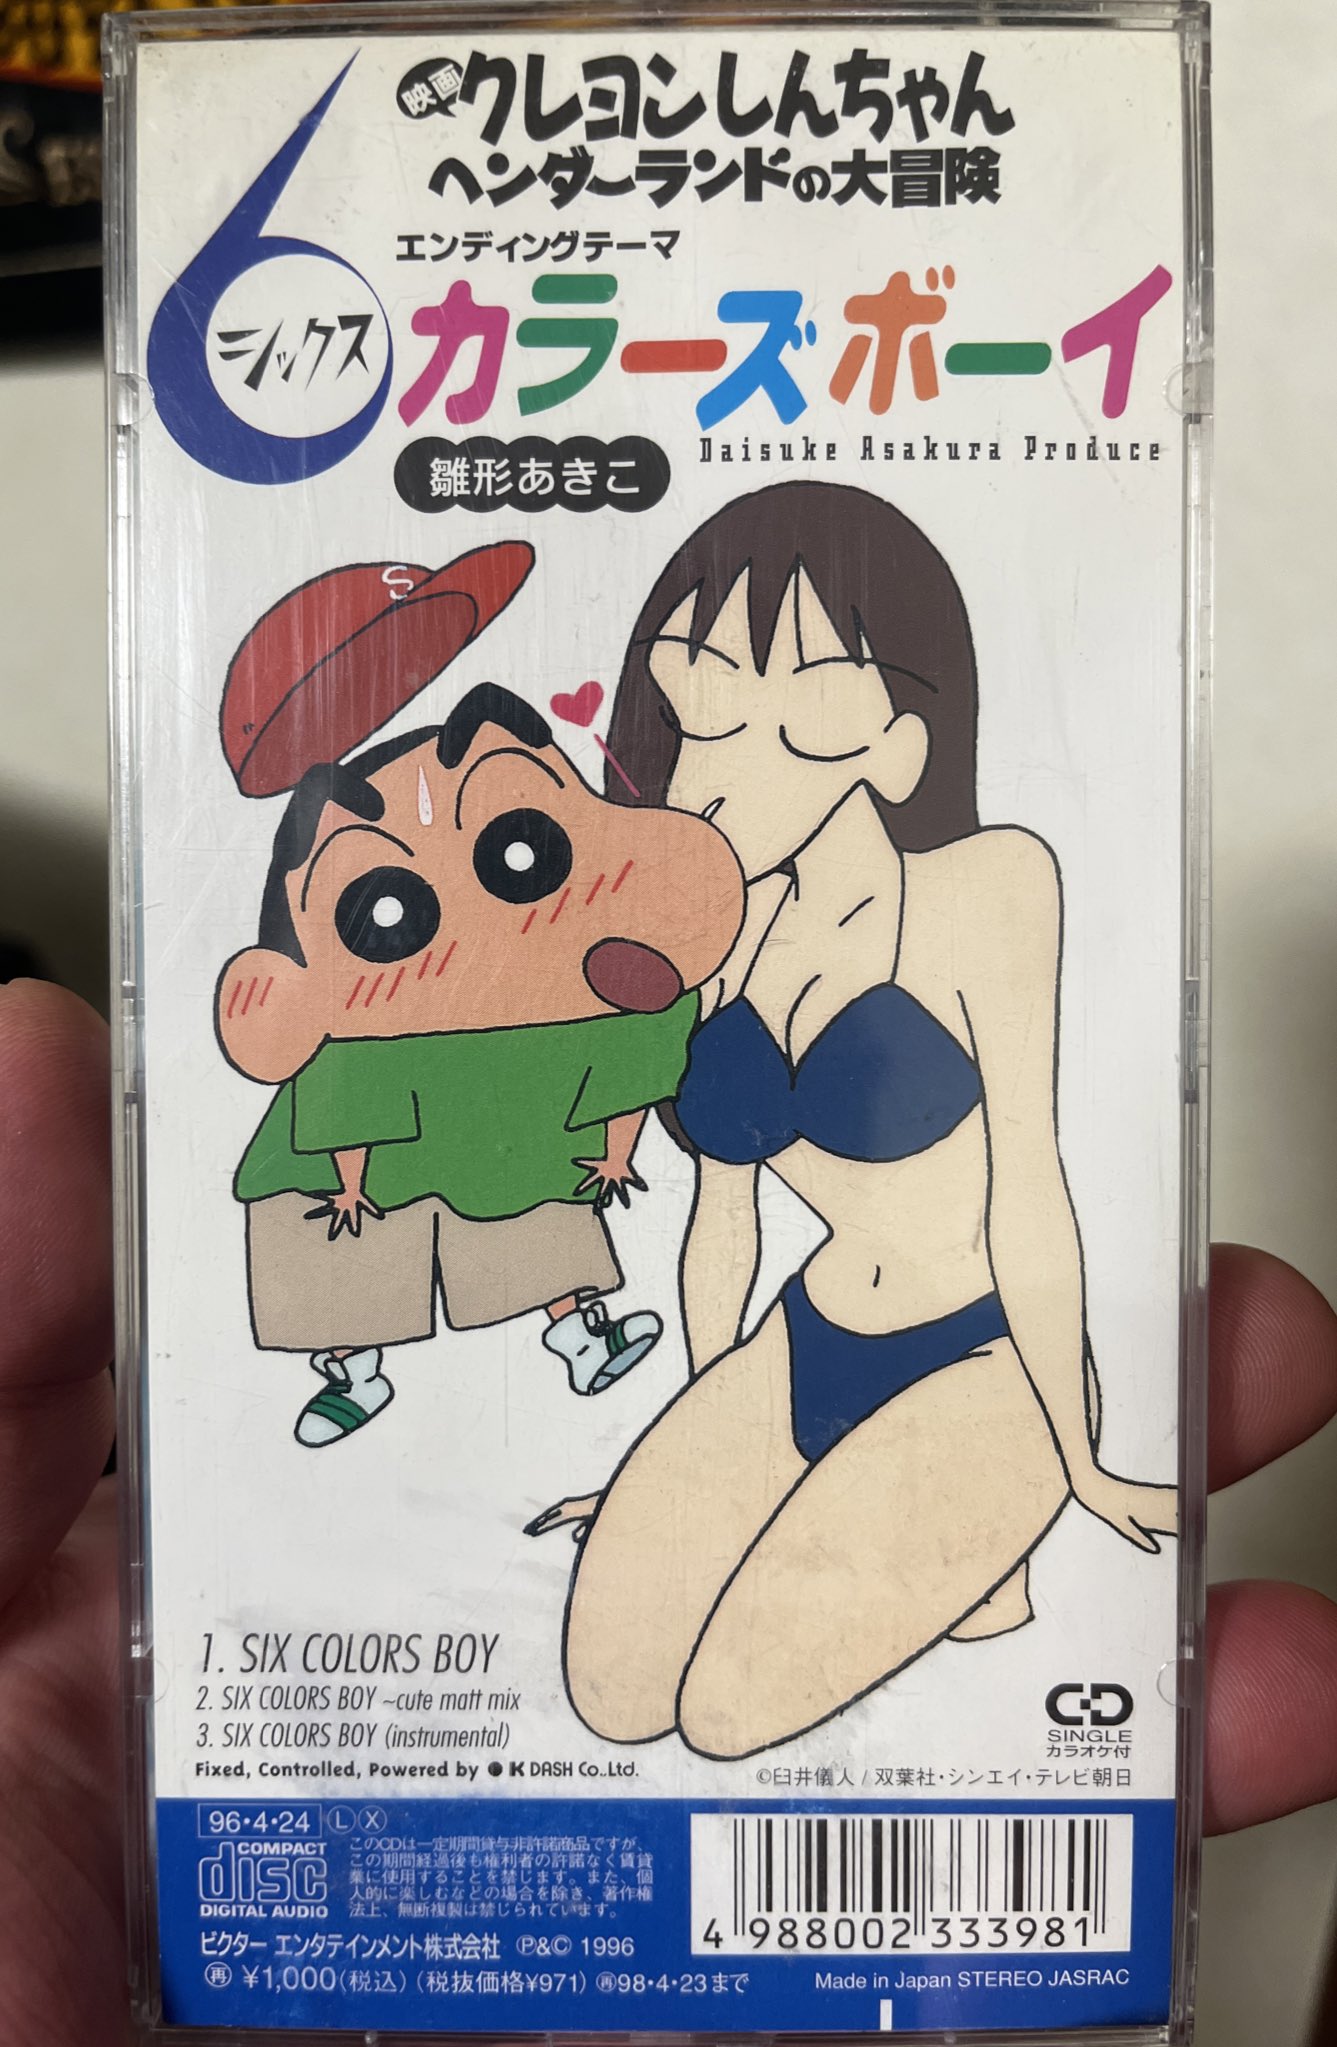 映画 クレヨンしんちゃん
ヘンダーランドの大冒険
エンディングテーマ
6 シックス カラーズボーイ
Daisuke Asakura Produce
雛形あきこ
S
1. SIX COLORS BOY
2. SIX COLORS BOY ~cute matt mix
3. SIX COLORS BOY (instrumental)
Fixed, Controlled, Powered by ● K DASH Co.,Ltd.
CD
SINGLE
カラオケ付
©臼井儀人 / 双葉社・シンエイ・テレビ朝日
96・4・24 Ⓛ Ⓧ
COMPACT
disc
DIGITAL AUDIO
このCDは一定期間貸与非許諾商品ですが、
この期間経過後も権利者の許諾なく賃貸
業に使用することを禁じます。また、個
人的に楽しむなどの場合を除き、著作権
法上、無断複製は禁じられています。
ビクター エンタテインメント株式会社 Ⓟ&© 1996
㊢¥1,000(税込)(税抜価格¥971) ㊢98・4・23まで
4 988002 333981
Made in Japan STEREO JASRAC